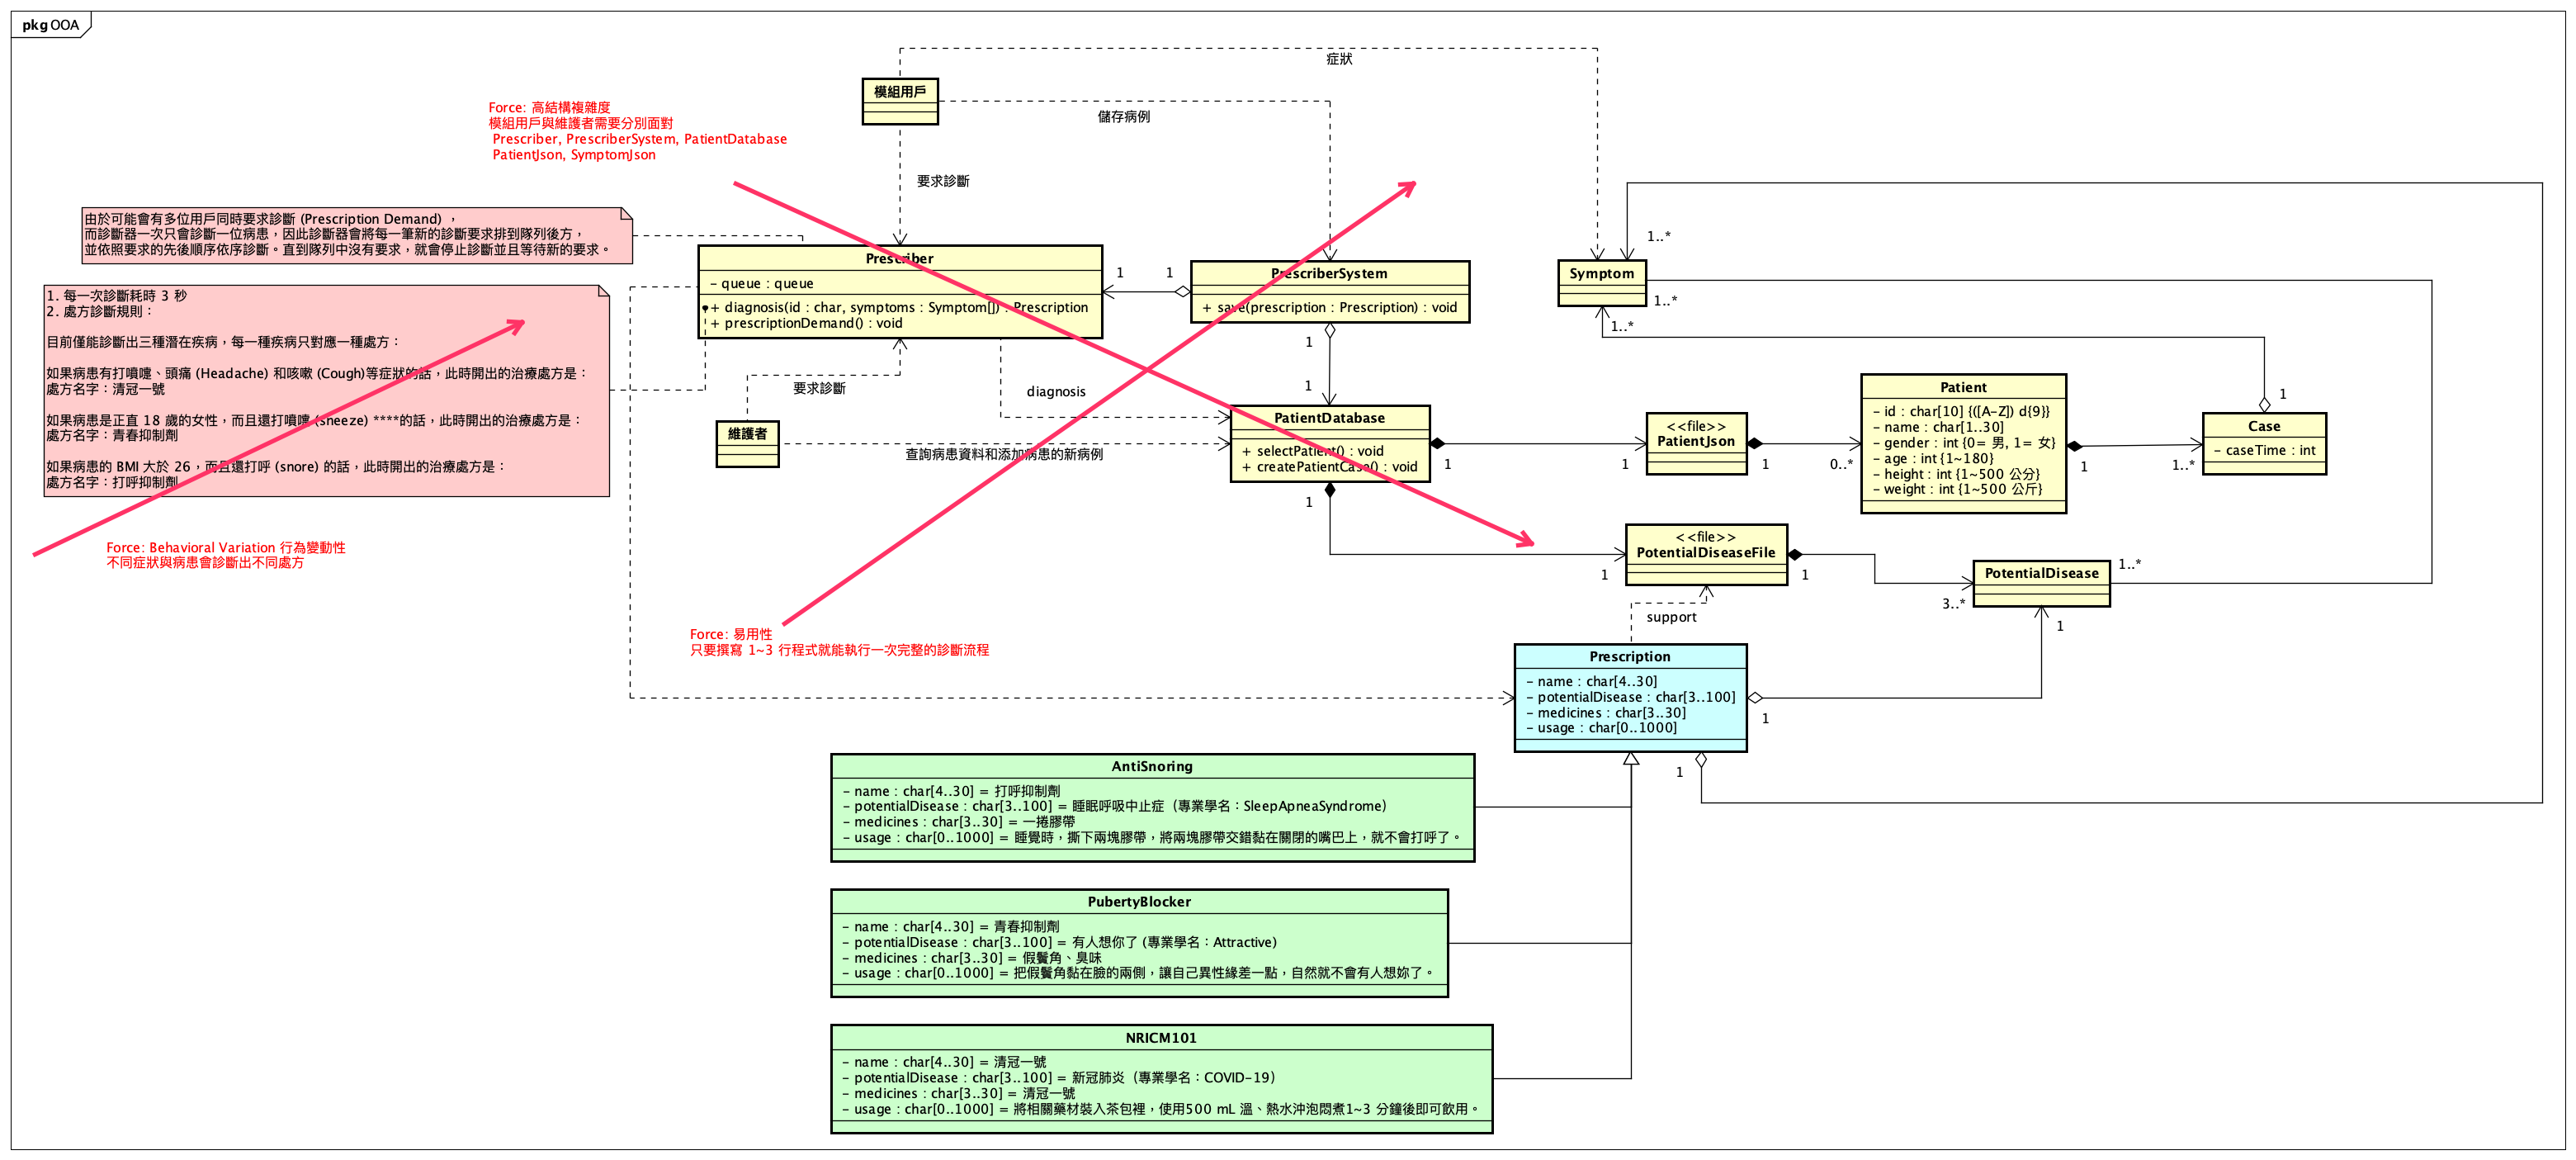 pkg OOA
症狀
模組用戶
儲存病例
Force: 高結構複雜度
模組用戶與維護者需要分別面對
Prescriber, PrescriberSystem, PatientDatabase
PatientJson, SymptomJson
要求診斷
由於可能會有多位用戶同時要求診斷 (Prescription Demand) ，
而診斷器一次只會診斷一位病患，因此診斷器會將每一筆新的診斷要求排到隊列後方，
並依照要求的先後順序依序診斷。直到隊列中沒有要求，就會停止診斷並且等待新的要求。
1. 每一次診斷耗時 3 秒
2. 處方診斷規則：
目前僅能診斷出三種潛在疾病，每一種疾病只對應一種處方：
如果病患有打噴嚏、頭痛 (Headache) 和咳嗽 (Cough)等症狀的話，此時開出的治療處方是：
處方名字：清冠一號
如果病患是正直 18 歲的女性，而且還打噴嚏 (sneeze) ****的話，此時開出的治療處方是：
處方名字：青春抑制劑
如果病患的 BMI 大於 26，而且還打呼 (snore) 的話，此時開出的治療處方是：
處方名字：打呼抑制劑
Force: Behavioral Variation 行為變動性
不同症狀與病患會診斷出不同處方
Prescriber
- queue : queue
+ diagnosis(id : char, symptoms : Symptom[]) : Prescription
+ prescriptionDemand() : void
1
1
PrescriberSystem
+ save(prescription : Prescription) : void
1
1
1..*
Symptom
1..*
1..*
要求診斷
diagnosis
維護者
查詢病患資料和添加病患的新病例
PatientDatabase
+ selectPatient() : void
+ createPatientCase() : void
1
1
1
<<file>>
PatientJson
1
0..*
Patient
- id : char[10] {([A-Z]) d{9}}
- name : char[1..30]
- gender : int {0= 男, 1= 女}
- age : int {1~180}
- height : int {1~500 公分}
- weight : int {1~500 公斤}
1
1..*
1
Case
- caseTime : int
<<file>>
PotentialDiseaseFile
1
1
3..*
PotentialDisease
1..*
1
support
Force: 易用性
只要撰寫 1~3 行程式就能執行一次完整的診斷流程
Prescription
- name : char[4..30]
- potentialDisease : char[3..100]
- medicines : char[3..30]
- usage : char[0..1000]
1
1
AntiSnoring
- name : char[4..30] = 打呼抑制劑
- potentialDisease : char[3..100] = 睡眠呼吸中止症（專業學名：SleepApneaSyndrome）
- medicines : char[3..30] = 一捲膠帶
- usage : char[0..1000] = 睡覺時，撕下兩塊膠帶，將兩塊膠帶交錯黏在關閉的嘴巴上，就不會打呼了。
PubertyBlocker
- name : char[4..30] = 青春抑制劑
- potentialDisease : char[3..100] = 有人想你了 (專業學名：Attractive)
- medicines : char[3..30] = 假鬢角、臭味
- usage : char[0..1000] = 把假鬢角黏在臉的兩側，讓自己異性緣差一點，自然就不會有人想妳了。
NRICM101
- name : char[4..30] = 清冠一號
- potentialDisease : char[3..100] = 新冠肺炎（專業學名：COVID-19）
- medicines : char[3..30] = 清冠一號
- usage : char[0..1000] = 將相關藥材裝入茶包裡，使用500 mL 溫、熱水沖泡悶煮1~3 分鐘後即可飲用。